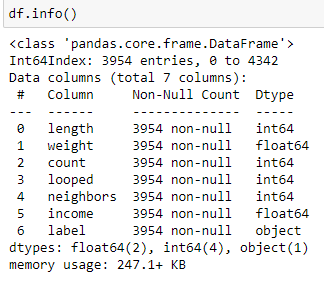 df.info()
<class 'pandas.core.frame.DataFrame'>
Int64Index: 3954 entries, 0 to 4342
Data columns (total 7 columns):
 #   Column     Non-Null Count  Dtype
---  ------     --------------  -----
 0   length     3954 non-null   int64
 1   weight     3954 non-null   float64
 2   count      3954 non-null   int64
 3   looped     3954 non-null   int64
 4   neighbors  3954 non-null   int64
 5   income     3954 non-null   float64
 6   label      3954 non-null   object
dtypes: float64(2), int64(4), object(1)
memory usage: 247.1+ KB